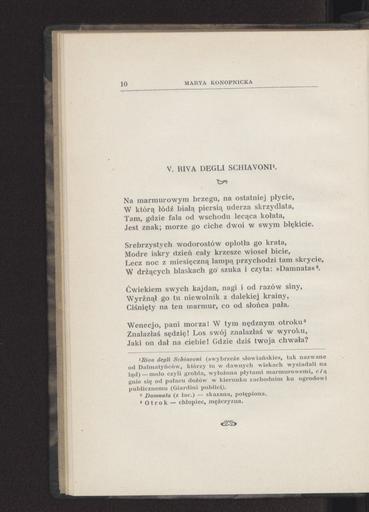 10
MARYA KONOPNICKA
V. RIVA DEGLI SCHIAVONI¹.
Na marmurowym brzegu, na ostatniej płycie,
W którą łódź białą piersią uderza skrzydlata,
Tam, gdzie fala od wschodu lecąca kołata,
Jest znak; morze go ciche dwoi w swym błękicie.
Srebrzystych wodorostów oplotła go krata,
Modre iskry dzień cały krzesze wioseł bicie,
Lecz noc z miesięczną lampą przychodzi tam skrycie,
W drżących blaskach go szuka i czyta: »Damnata«².
Ćwiekiem swych kajdan, nagi i od razów siny,
Wyrżnął go tu niewolnik z dalekiej krainy,
Ciśnięty na ten marmur, co od słońca pała.
Wenecjo, pani morza! W tym nędznym otroku³
Znalazłaś sędzię! Los swój znalazłaś w wyroku,
Jaki on dał na ciebie! Gdzie dziś twoja chwała?
¹ Riva degli Schiavoni (»wybrzeże słowiańskie«, tak nazwane
od Dalmatyńców, którzy tu w dawnych wiekach wysiadali na
ląd) — molo czyli grobla, wyłożona płytami marmurowemi, cią
gnie się od pałacu dożów w kierunku zachodnim ku ogrodowi
publicznemu (Giardini publici).
² Damnata (z łac.) — skazana, potępiona.
³ Otrok — chłopiec, mężczyzna.